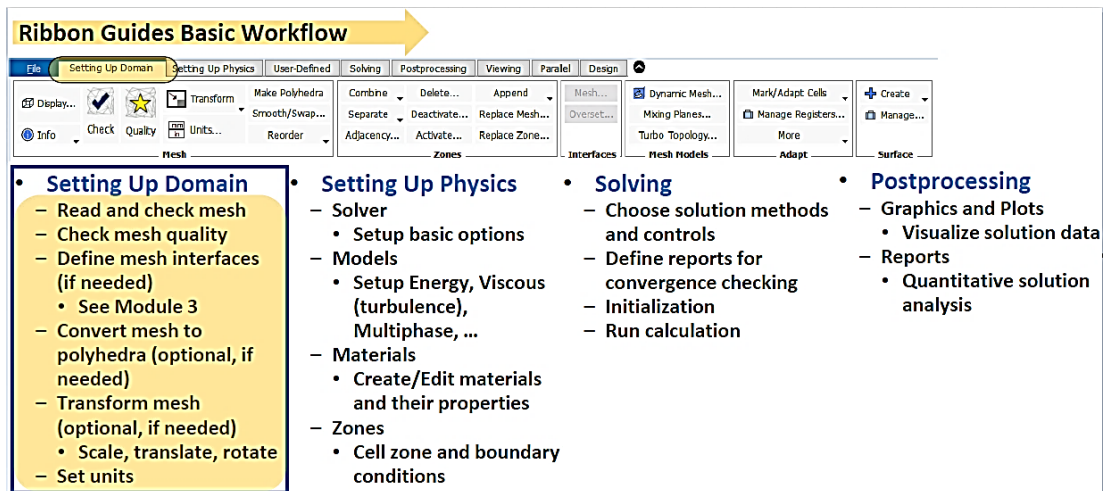 Ribbon Guides Basic Workflow
File Setting Up Domain Setting Up Physics User-Defined Solving Postprocessing Viewing Parallel Design
Display... Check Quality Transform Make Polyhedra Combine Delete... Append Mesh... Dynamic Mesh... Mark/Adapt Cells Create
Units... Smooth/Swap... Separate Deactivate... Replace Mesh... Overset... Mixing Planes... Manage Registers... Manage...
Info Reorder Adjacency... Activate... Replace Zone... Turbo Topology... More
Mesh Zones Interfaces Mesh Models Adapt Surface
• Setting Up Domain
– Read and check mesh
– Check mesh quality
– Define mesh interfaces
(if needed)
• See Module 3
– Convert mesh to
polyhedra (optional, if
needed)
– Transform mesh
(optional, if needed)
• Scale, translate, rotate
– Set units
• Setting Up Physics
– Solver
• Setup basic options
– Models
• Setup Energy, Viscous
(turbulence),
Multiphase, ...
– Materials
• Create/Edit materials
and their properties
– Zones
• Cell zone and boundary
conditions
• Solving
– Choose solution methods
and controls
– Define reports for
convergence checking
– Initialization
– Run calculation
• Postprocessing
– Graphics and Plots
• Visualize solution data
– Reports
• Quantitative solution
analysis